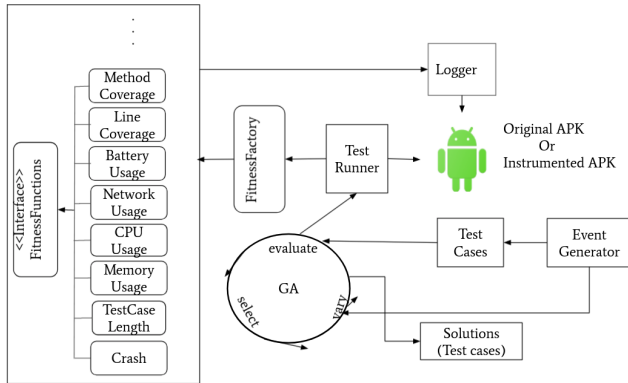 .
.
.
Method
Coverage
Line
Coverage
Battery
Usage
Network
Usage
CPU
Usage
Memory
Usage
TestCase
Length
Crash
<<Interface>>
FitnessFunctions
FitnessFactory
Test
Runner
Logger
Original APK
Or
Instrumented APK
evaluate
GA
select
vary
Test
Cases
Event
Generator
Solutions
(Test cases)